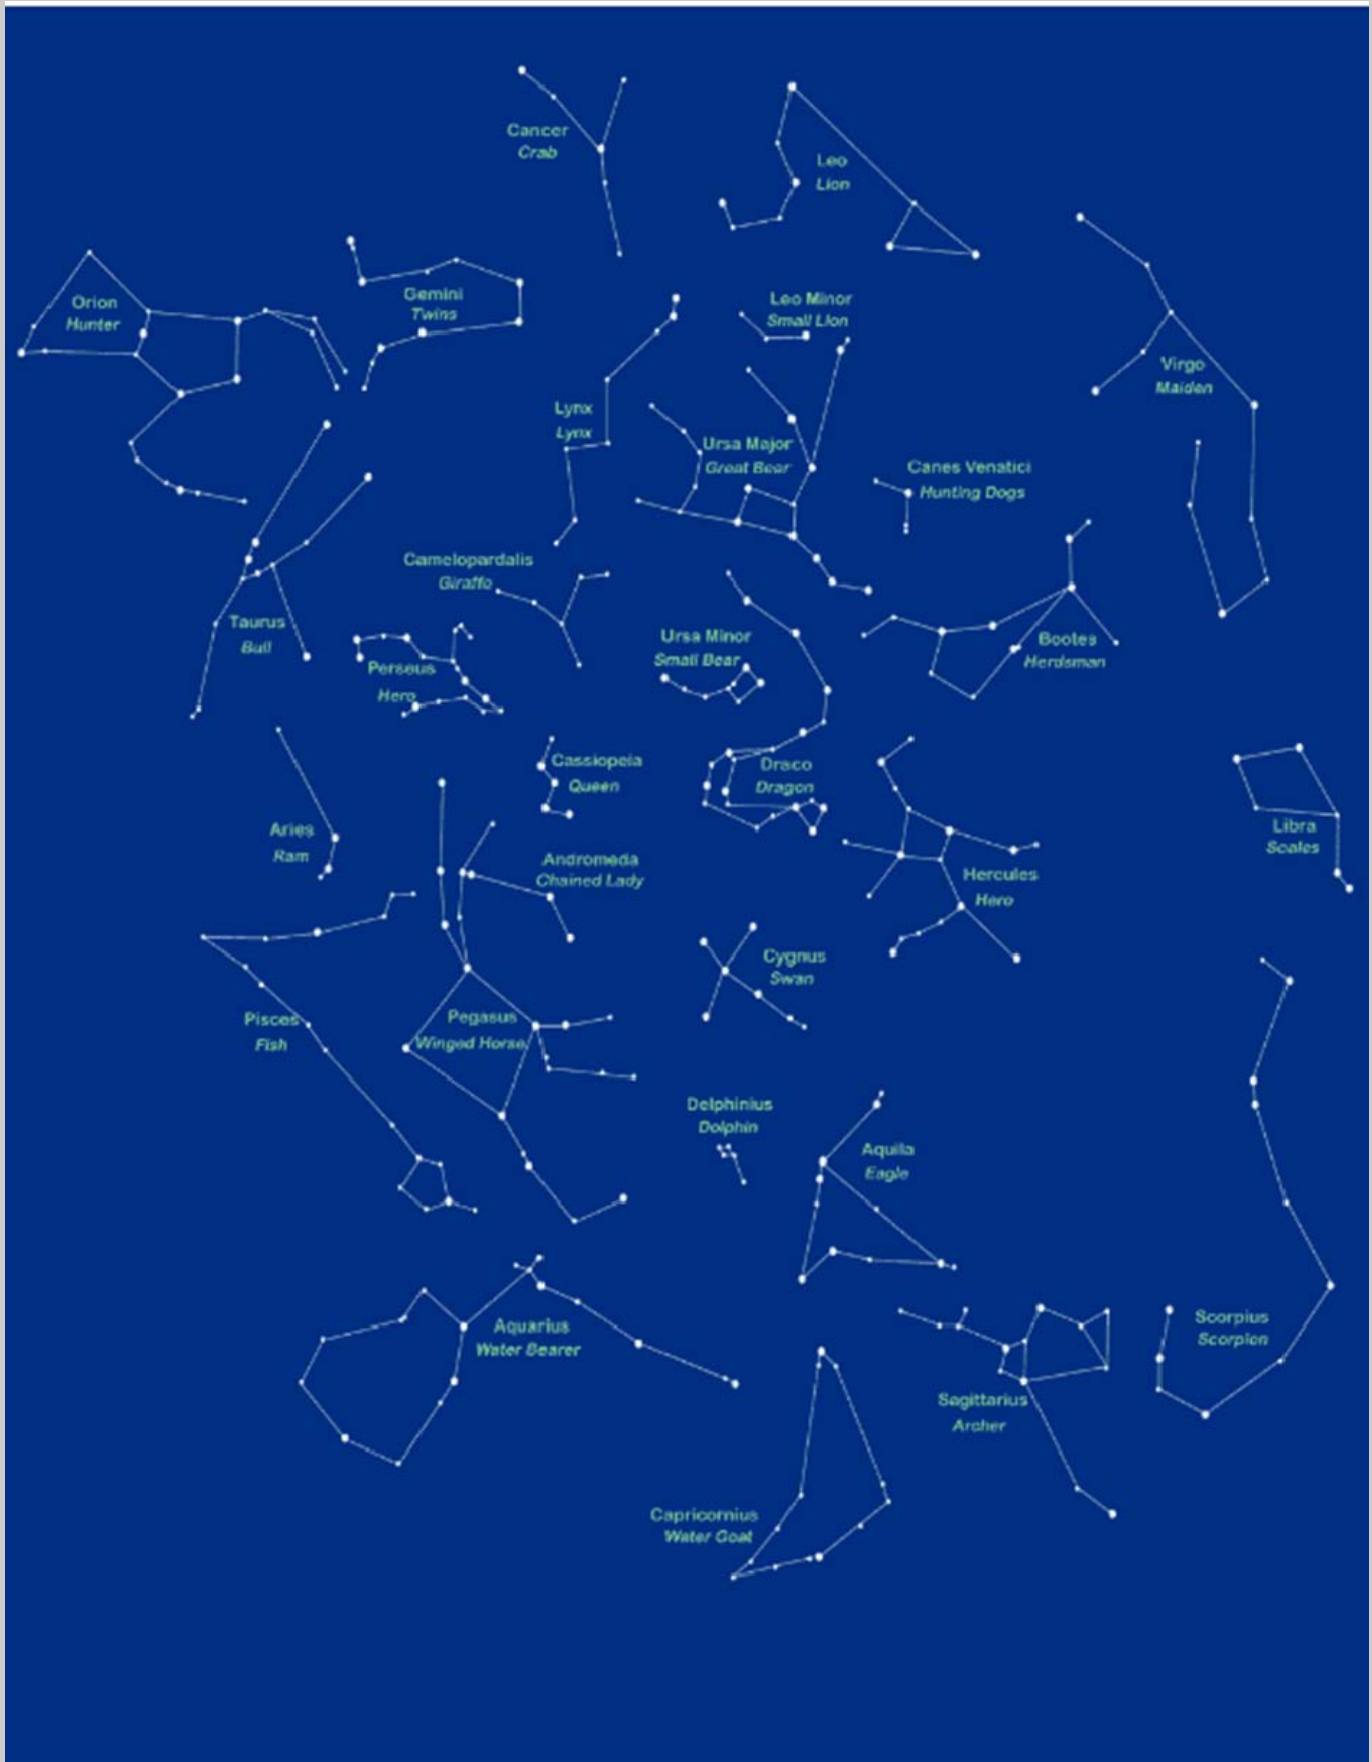 Cancer
Crab
Leo
Lion
Orion
Hunter
Gemini
Twins
Leo Minor
Small Lion
Virgo
Maiden
Lynx
Lynx
Ursa Major
Great Bear
Canes Venatici
Hunting Dogs
Camelopardalis
Giraffe
Taurus
Bull
Perseus
Hero
Ursa Minor
Small Bear
Bootes
Herdsman
Cassiopeia
Queen
Draco
Dragon
Libra
Scales
Aries
Ram
Andromeda
Chained Lady
Hercules
Hero
Cygnus
Swan
Pisces
Fish
Pegasus
Winged Horse
Delphinius
Dolphin
Aquila
Eagle
Aquarius
Water Bearer
Scorpius
Scorpion
Sagittarius
Archer
Capricornius
Water Goat